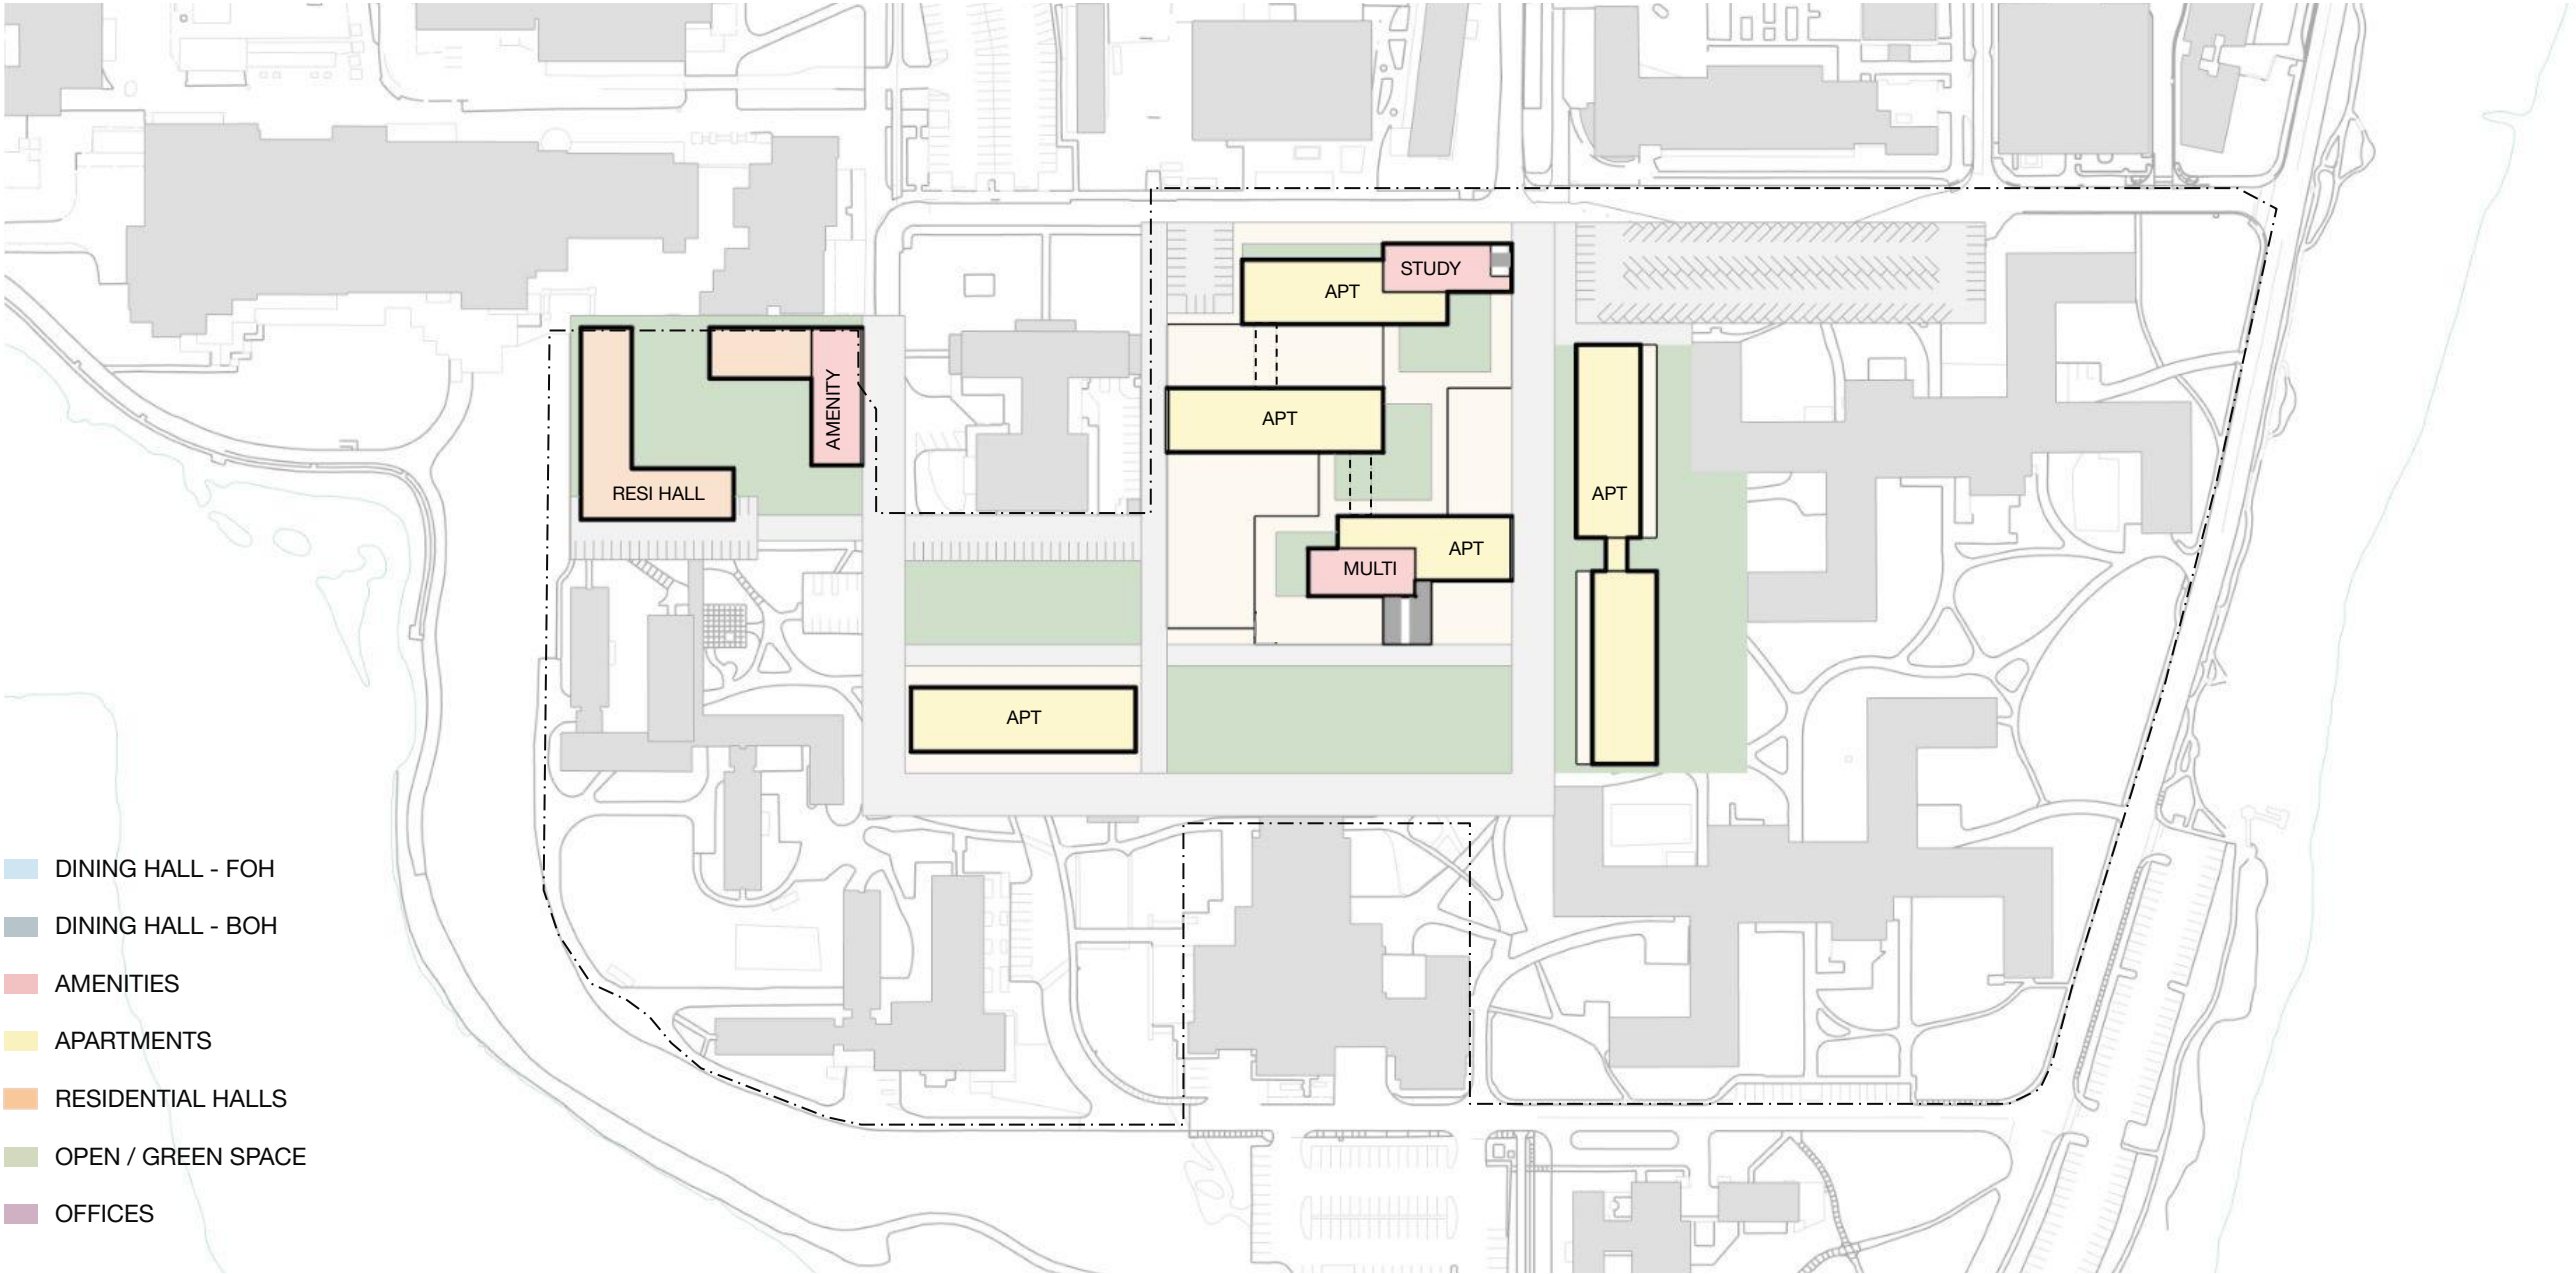 STUDY
APT
AMENITY
APT
RESI HALL
APT
APT
MULTI
APT
APT
DINING HALL - FOH
DINING HALL - BOH
AMENITIES
APARTMENTS
RESIDENTIAL HALLS
OPEN / GREEN SPACE
OFFICES